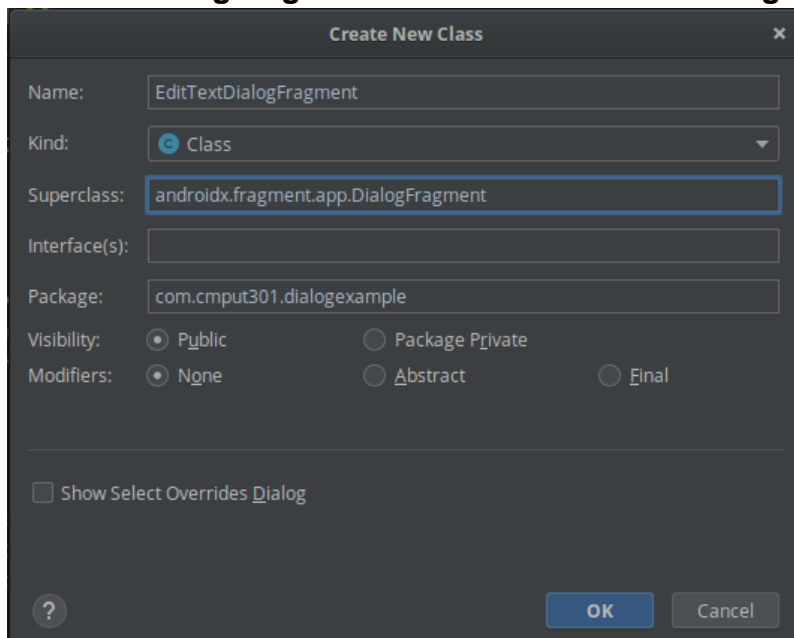 Create New Class ×
Name: EditTextDialogFragment
Kind: C Class
Superclass: androidx.fragment.app.DialogFragment
Interface(s):
Package: com.cmput301.dialogexample
Visibility: Public Package Private
Modifiers: None Abstract Final
Show Select Overrides Dialog
? OK Cancel